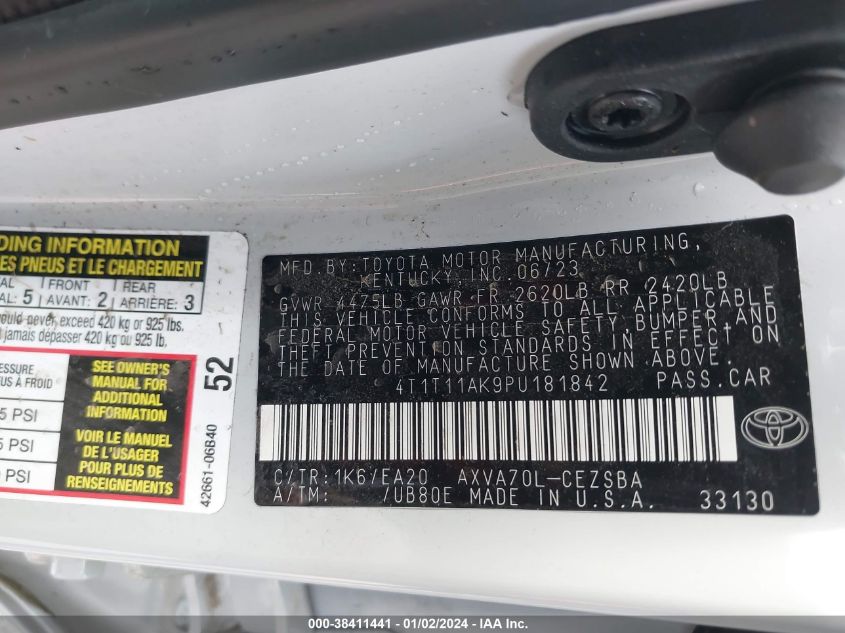 DING INFORMATION
ES PNEUS ET LE CHARGEMENT
AL FRONT REAR
AL: 5 AVANT: 2 ARRIÈRE: 3
ould never exceed 420 kg or 925 lbs.
t jamais dépasser 420 kg ou 925 lb.
RESSURE
US À FROID
5 PSI
5 PSI
PSI
SEE OWNER'S
MANUAL FOR
ADDITIONAL
INFORMATION
VOIR LE MANUEL
DE L'USAGER
POUR PLUS DE
RENSEIGNEMENTS
52
42661-06B40
MFD. BY: TOYOTA MOTOR MANUFACTURING,
KENTUCKY, INC. 06/23
GVWR 4475LB GAWR FR 2620LB RR 2420LB
THIS VEHICLE CONFORMS TO ALL APPLICABLE
FEDERAL MOTOR VEHICLE SAFETY, BUMPER, AND
THEFT PREVENTION STANDARDS IN EFFECT ON
THE DATE OF MANUFACTURE SHOWN ABOVE.
4T1T11AK9PU181842 PASS.CAR
C/TR: 1K6/EA20 AXVA70L-CEZSBA
A/TM: /UB80E MADE IN U.S.A. 33130
TOYOTA
000-38411441 - 01/02/2024 - IAA Inc.